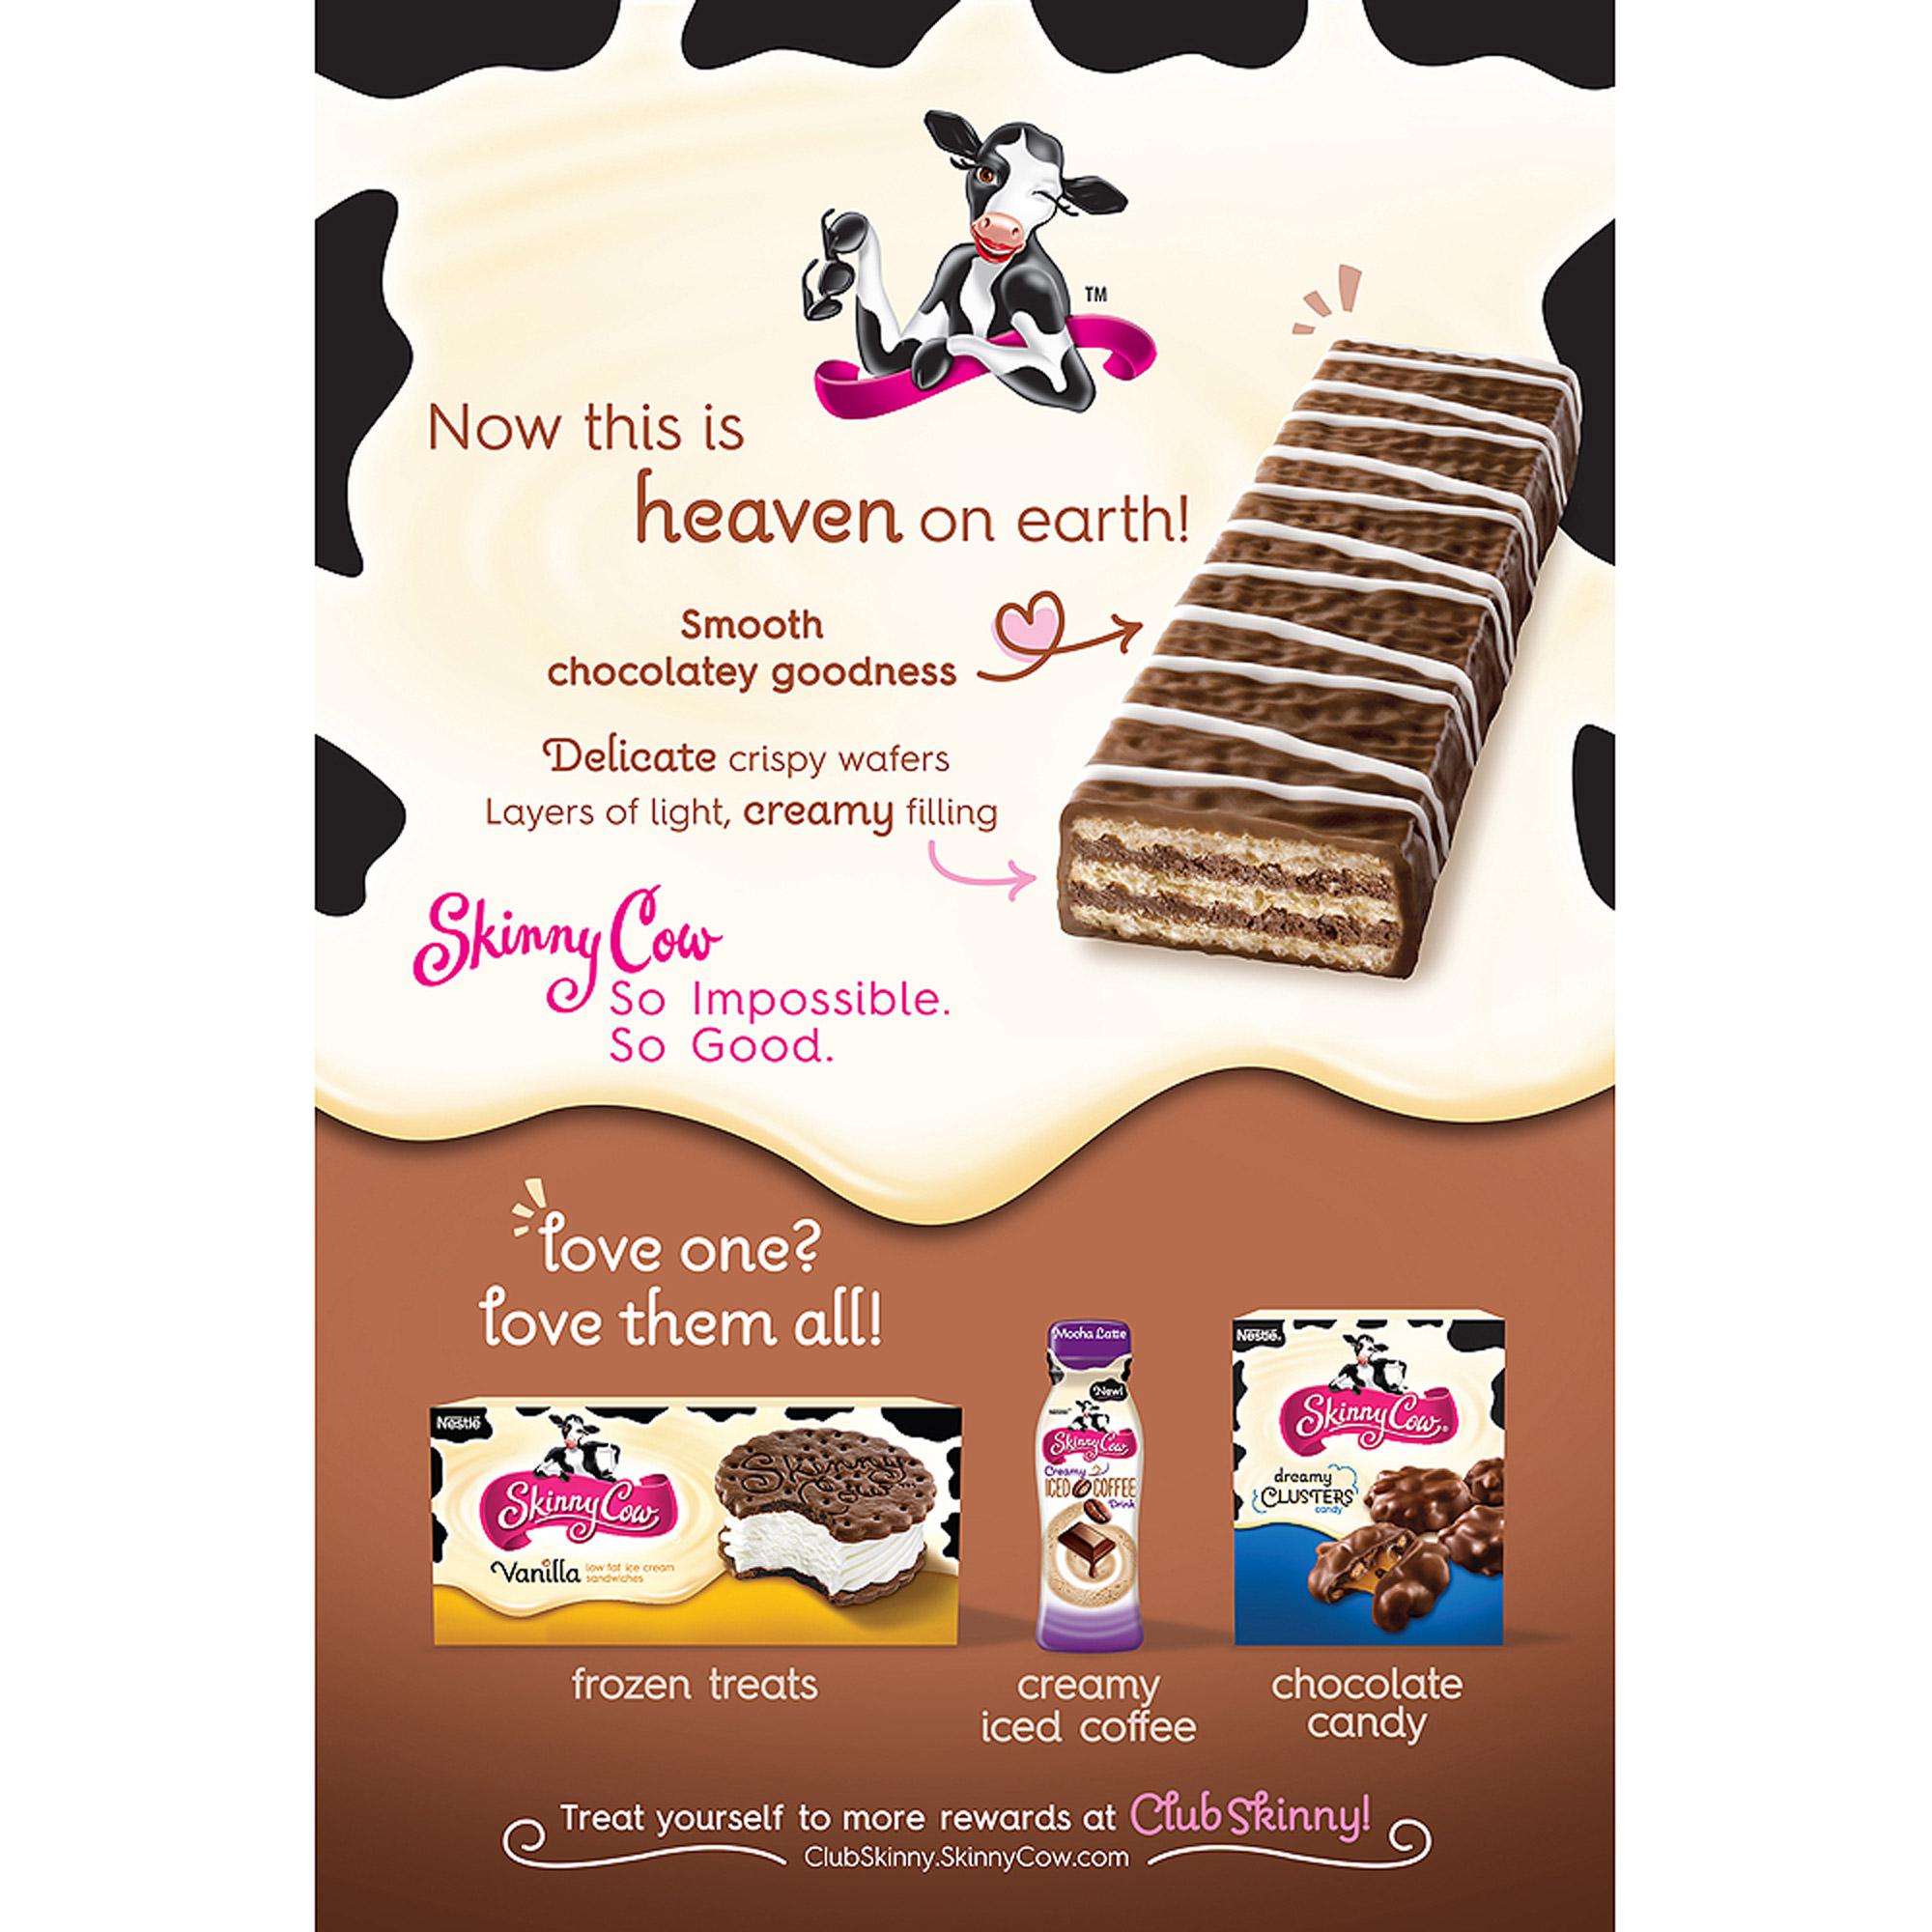 TM
Now this is
heaven on earth!
Smooth
chocolatey goodness
Delicate crispy wafers
Layers of light, creamy filling
Skinny Cow
So Impossible.
So Good.
love one?
love them all!
Nestlé
Skinny Cow
Vanilla low fat ice cream
sandwiches
Skinny Cow
Mocha Latte
New!
Skinny Cow
Creamy
ICED COFFEE
Drink
Nestlé
Skinny Cow®
dreamy
CLUSTERS
candy
frozen treats
creamy
iced coffee
chocolate
candy
Treat yourself to more rewards at Club Skinny!
ClubSkinny.SkinnyCow.com